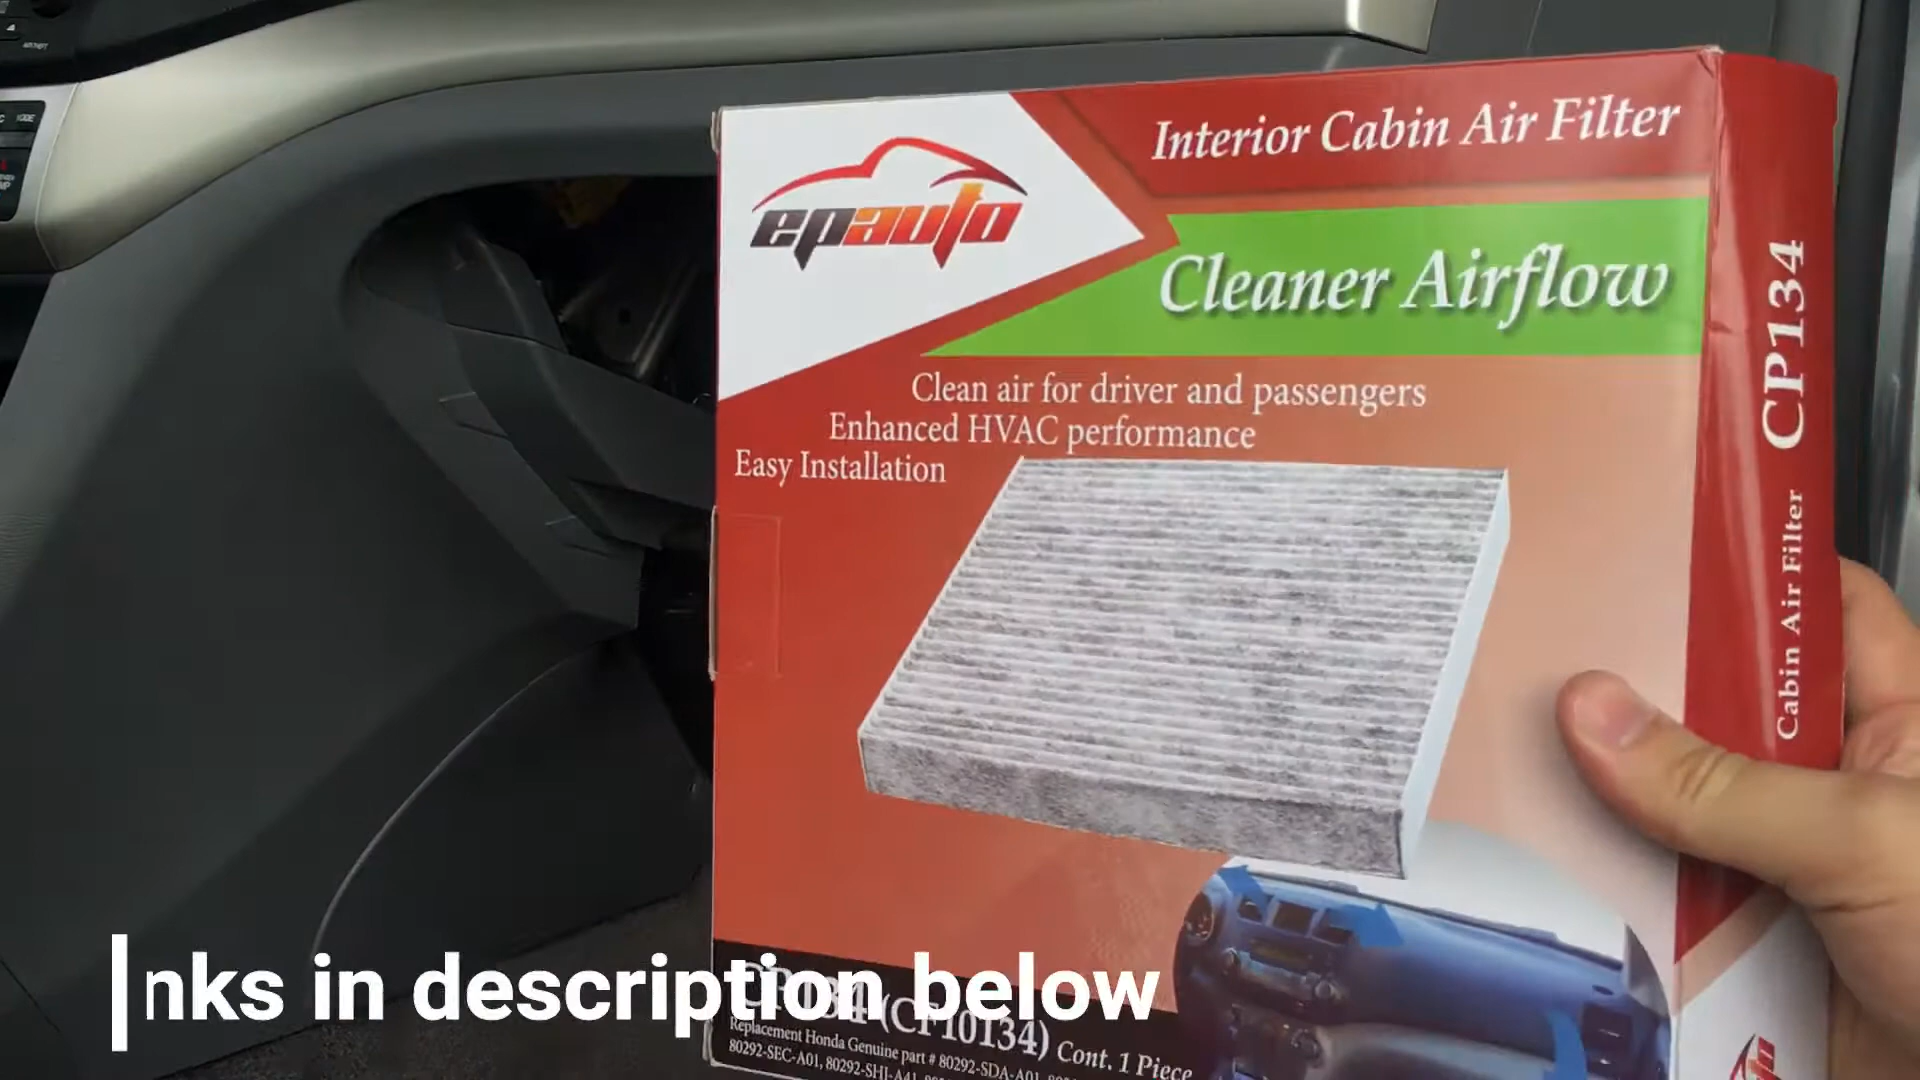 epauto
Interior Cabin Air Filter
Cleaner Airflow
Clean air for driver and passengers
Enhanced HVAC performance
Easy Installation
CP134
Cabin Air Filter
nks in description below
CP134 (CF10134) Cont. 1 Piece
Replacement Honda Genuine part # 80292-SDA-A01
80292-SEC-A01, 80292-SHJ-A41